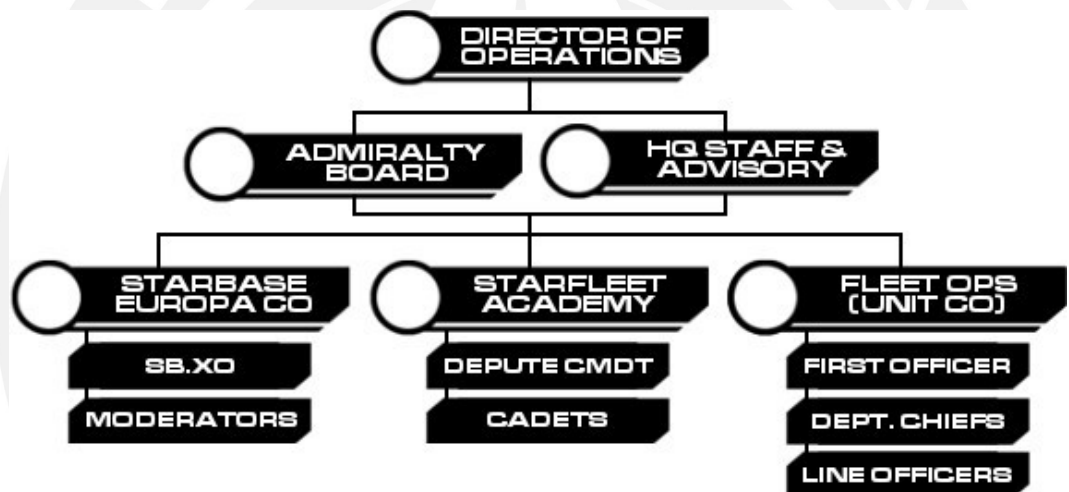 DIRECTOR OF
OPERATIONS
ADMIRALTY
BOARD
HQ STAFF &
ADVISORY
STARBASE
EUROPA CO
STARFLEET
ACADEMY
FLEET OPS
(UNIT CO)
SB.XO
DEPUTE CMDT
FIRST OFFICER
MODERATORS
CADETS
DEPT. CHIEFS
LINE OFFICERS